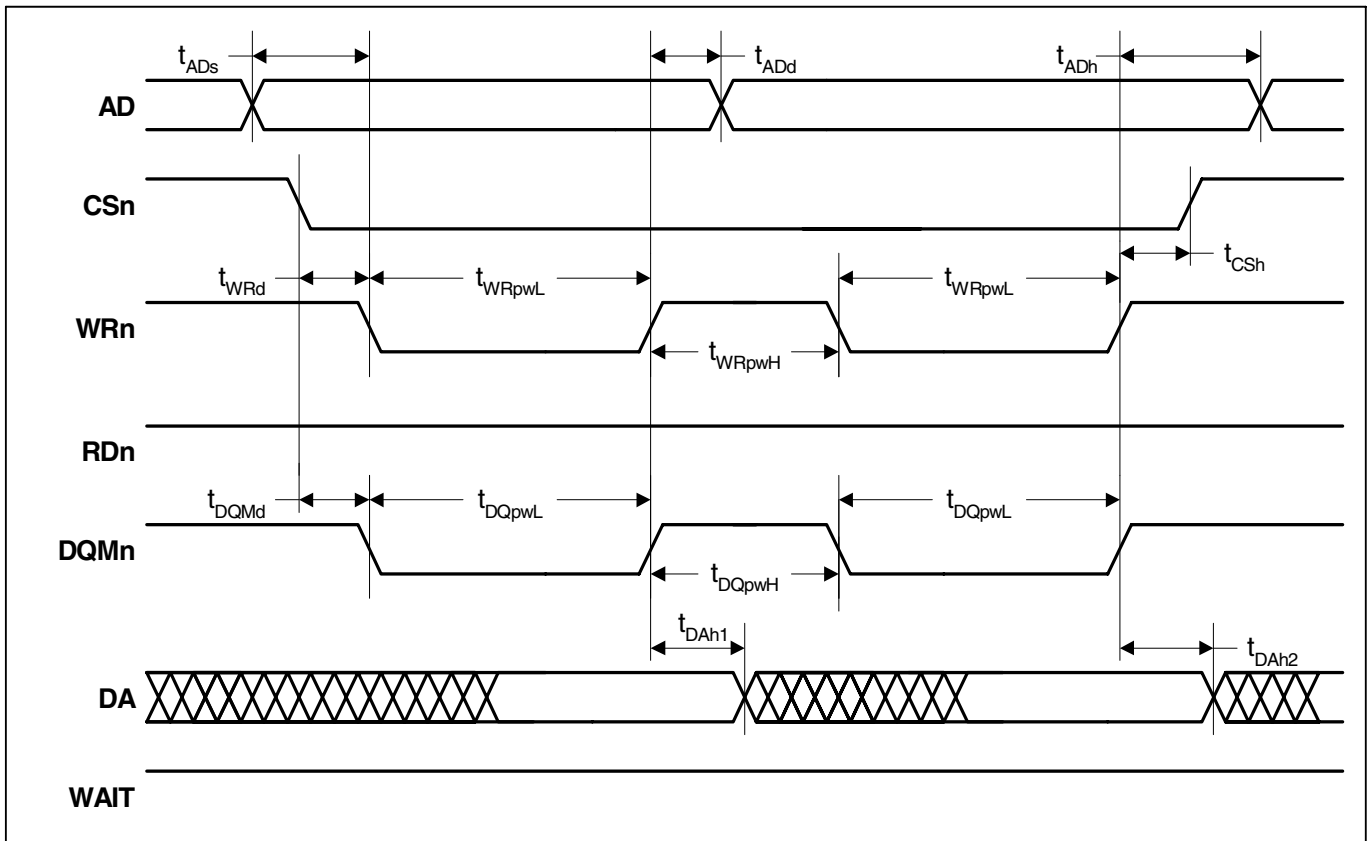 tADs tADd tADh
AD
CSn
tCSh
tWRd tWRpwL tWRpwL
WRn
tWRpwH
RDn
tDQMd tDQpwL tDQpwL
DQMn
tDQpwH
tDAh1
tDAh2
DA
WAIT